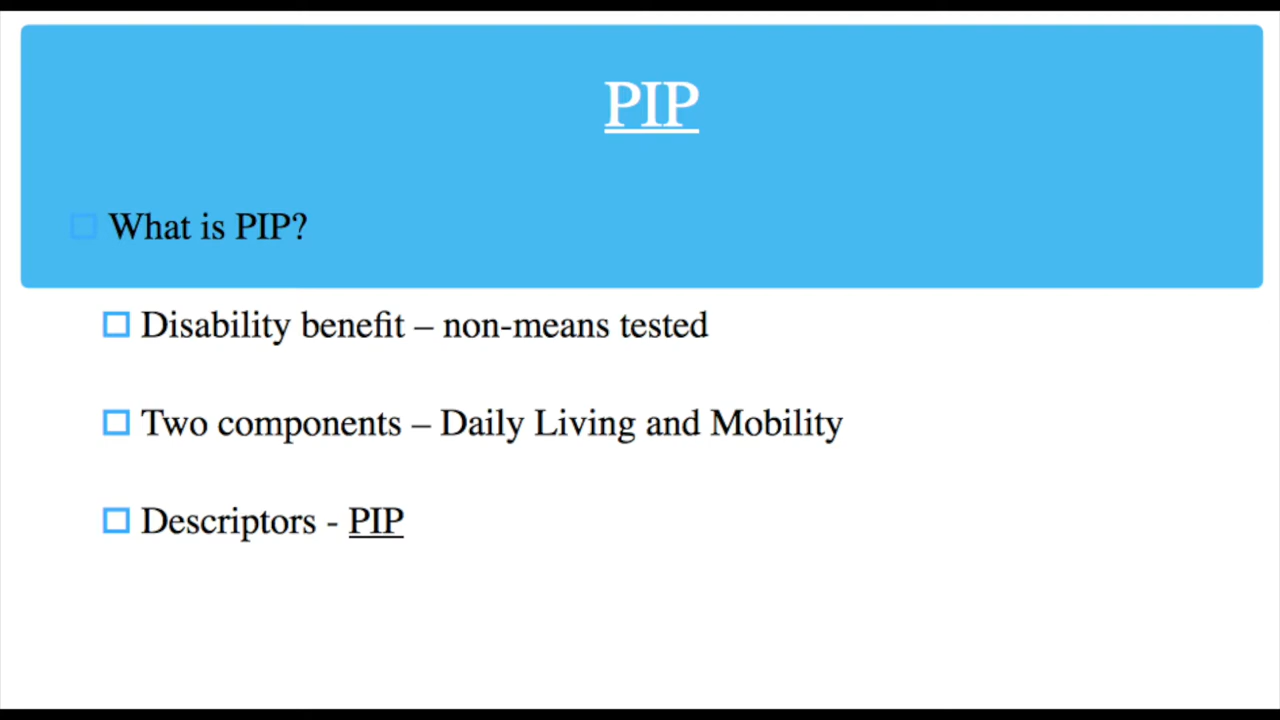 PIP
What is PIP?
Disability benefit – non-means tested
Two components – Daily Living and Mobility
Descriptors - PIP